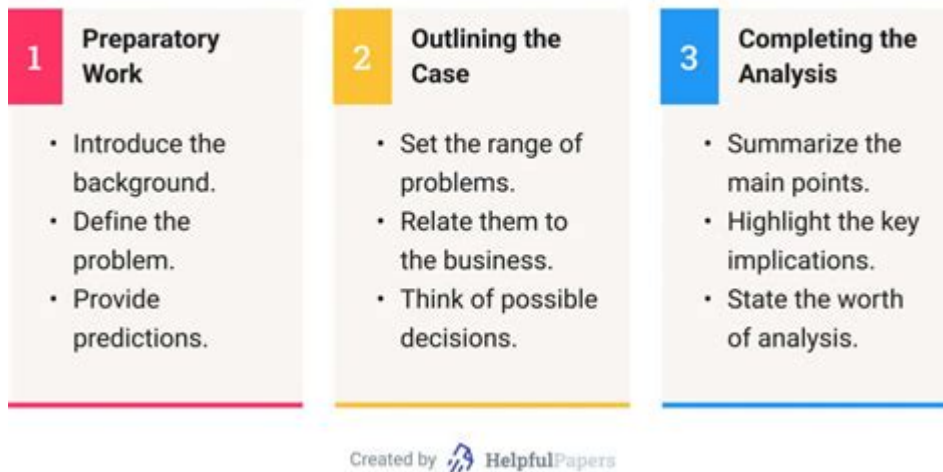 1
Preparatory
Work
• Introduce the
background.
• Define the
problem.
• Provide
predictions.
2
Outlining the
Case
• Set the range of
problems.
• Relate them to
the business.
• Think of possible
decisions.
3
Completing the
Analysis
• Summarize the
main points.
• Highlight the key
implications.
• State the worth
of analysis.
Created by HelpfulPapers